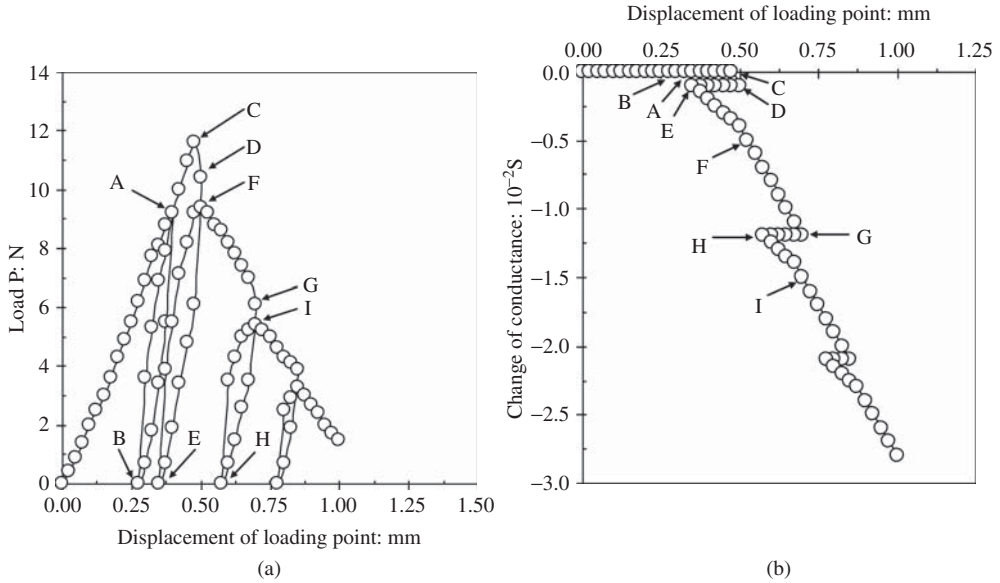 Displacement of loading point: mm
0.00 0.25 0.50 0.75 1.00 1.25
14
12
10
8
6
4
2
0
Load P: N
A
B
C
D
E
F
G
H
I
0.00 0.25 0.50 0.75 1.00 1.25 1.50
Displacement of loading point: mm
(a)
0.0
−0.5
−1.0
−1.5
−2.0
−2.5
−3.0
Change of conductance: 10⁻²S
B
A
E
C
D
F
H
G
I
(b)